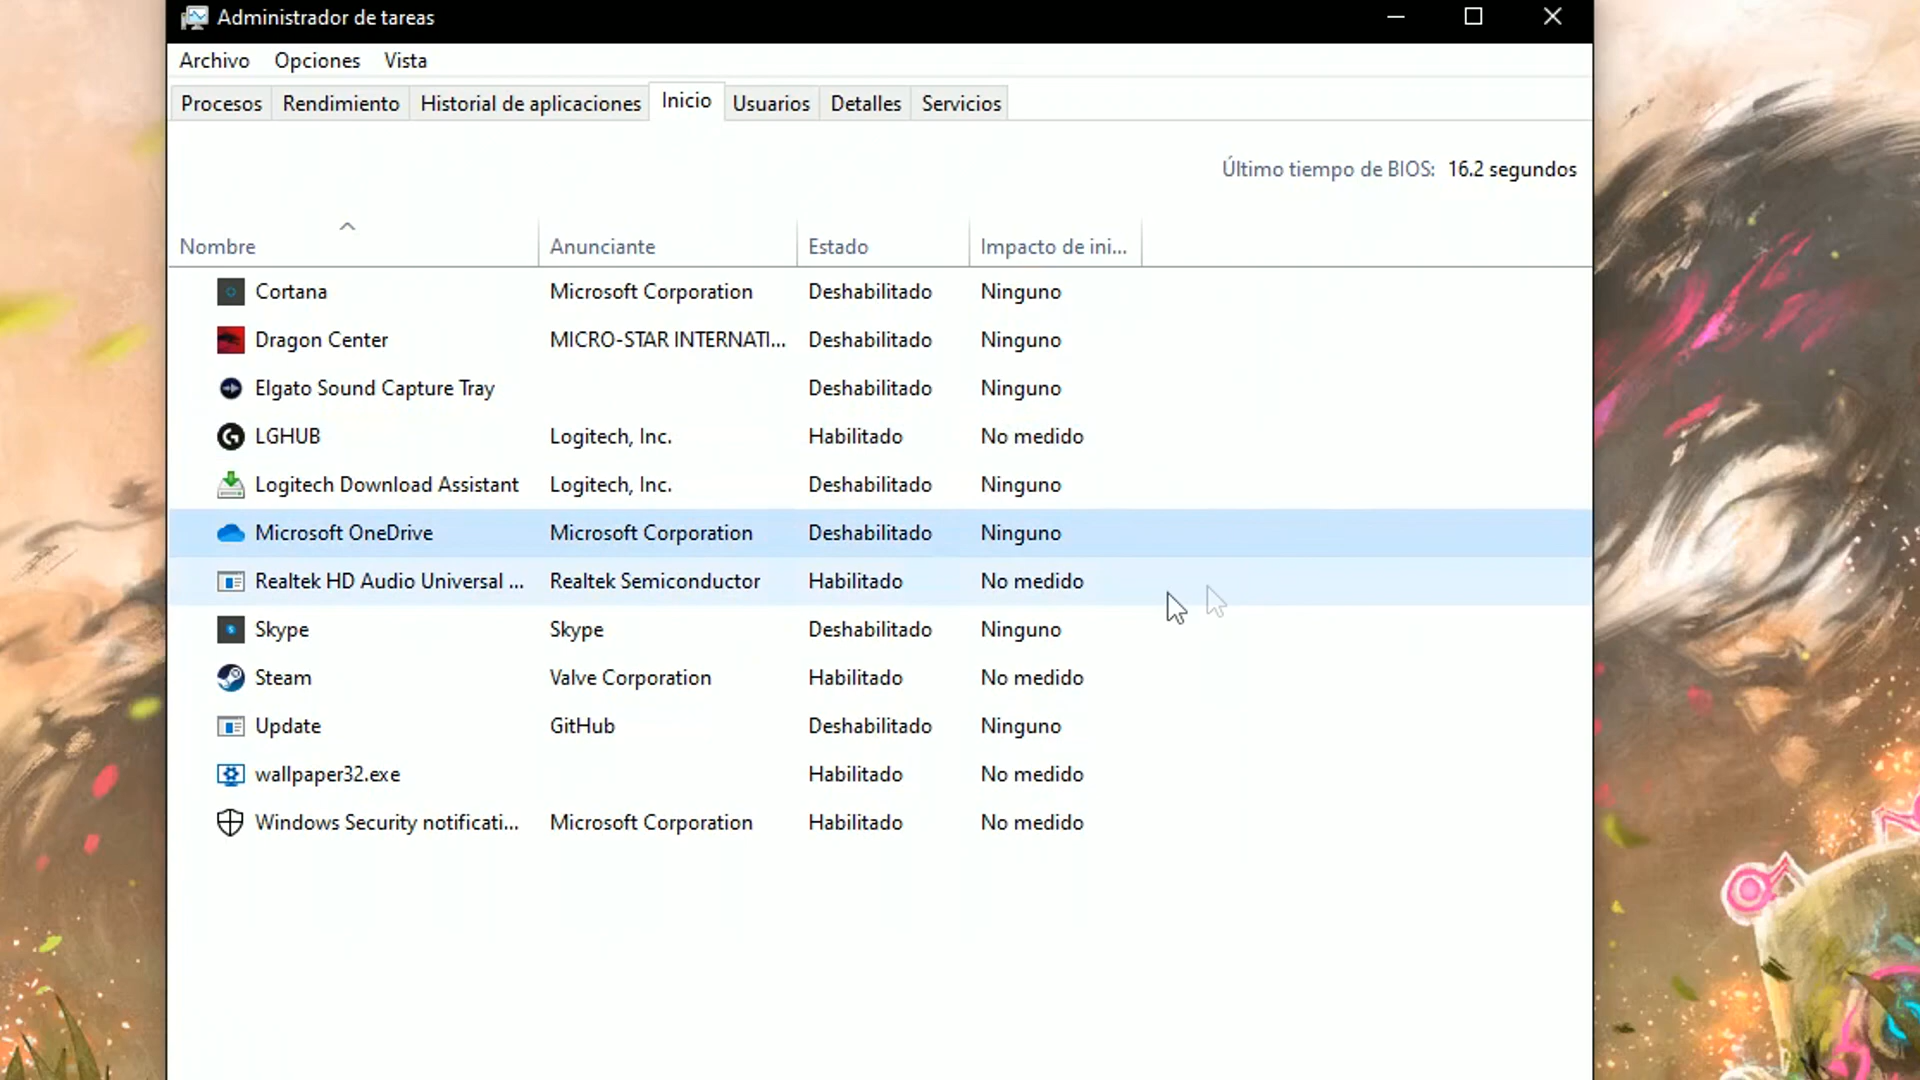 Administrador de tareas
Archivo Opciones Vista
Procesos Rendimiento Historial de aplicaciones Inicio Usuarios Detalles Servicios
Último tiempo de BIOS: 16.2 segundos
Nombre Anunciante Estado Impacto de ini...
Cortana Microsoft Corporation Deshabilitado Ninguno
Dragon Center MICRO-STAR INTERNATI... Deshabilitado Ninguno
Elgato Sound Capture Tray Deshabilitado Ninguno
LGHUB Logitech, Inc. Habilitado No medido
Logitech Download Assistant Logitech, Inc. Deshabilitado Ninguno
Microsoft OneDrive Microsoft Corporation Deshabilitado Ninguno
Realtek HD Audio Universal ... Realtek Semiconductor Habilitado No medido
Skype Skype Deshabilitado Ninguno
Steam Valve Corporation Habilitado No medido
Update GitHub Deshabilitado Ninguno
wallpaper32.exe Habilitado No medido
Windows Security notificati... Microsoft Corporation Habilitado No medido